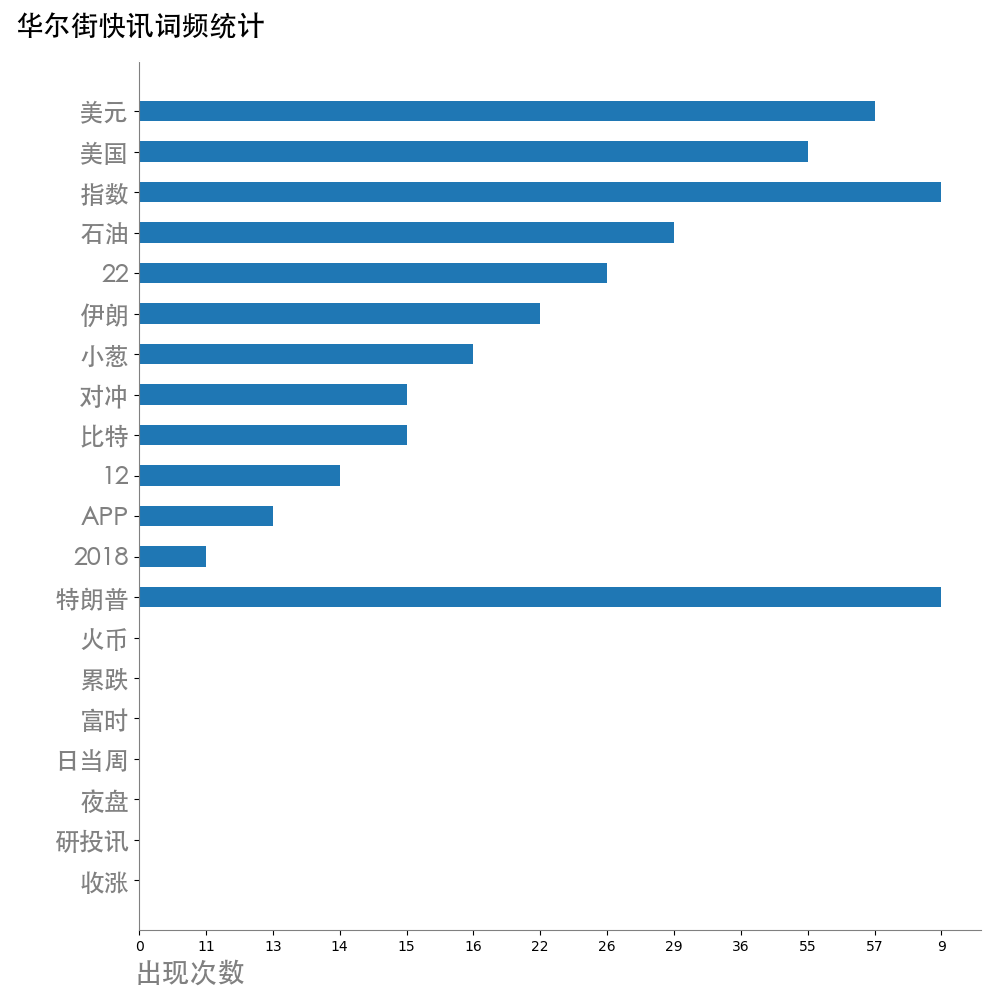 华尔街快讯词频统计
美元
美国
指数
石油
22
伊朗
小葱
对冲
比特
12
APP
2018
特朗普
火币
累跌
富时
日当周
夜盘
研投讯
收涨
0 11 13 14 15 16 22 26 29 36 55 57 9
出现次数